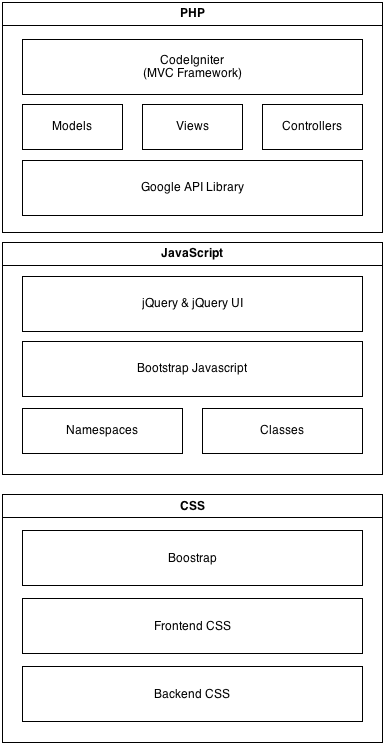 PHP
CodeIgniter
(MVC Framework)
Models Views Controllers
Google API Library
JavaScript
jQuery & jQuery UI
Bootstrap Javascript
Namespaces Classes
CSS
Boostrap
Frontend CSS
Backend CSS